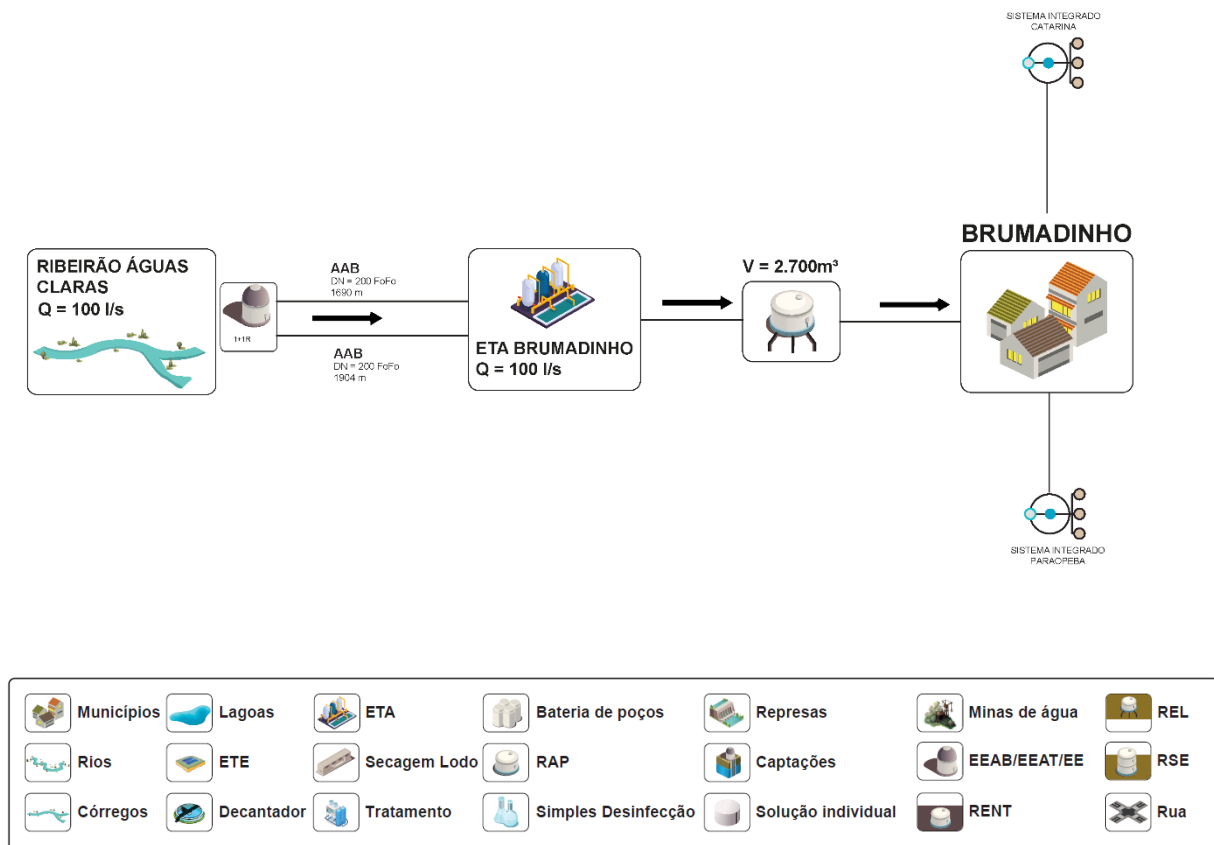 SISTEMA INTEGRADO
CATARINA
BRUMADINHO
RIBEIRÃO ÁGUAS
CLARAS
Q = 100 l/s
1+1R
AAB
DN = 200 FoFo
1690 m
AAB
DN = 200 FoFo
1904 m
ETA BRUMADINHO
Q = 100 l/s
V = 2.700m³
SISTEMA INTEGRADO
PARAOPEBA
Municípios
Lagoas
ETA
Bateria de poços
Represas
Minas de água
REL
Rios
ETE
Secagem Lodo
RAP
Captações
EEAB/EEAT/EE
RSE
Córregos
Decantador
Tratamento
Simples Desinfecção
Solução individual
RENT
Rua